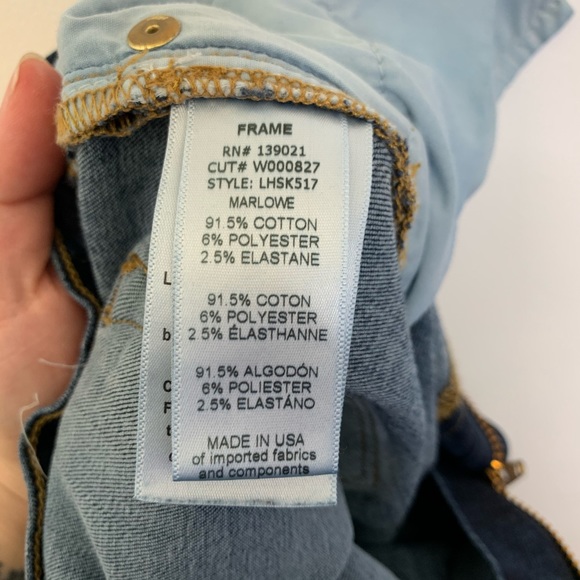 FRAME
RN# 139021
CUT# W000827
STYLE: LHSK517
MARLOWE
91.5% COTTON
6% POLYESTER
2.5% ELASTANE
91.5% COTON
6% POLYESTER
2.5% ÉLASTHANNE
91.5% ALGODÓN
6% POLIESTER
2.5% ELASTÁNO
MADE IN USA
of imported fabrics
and components